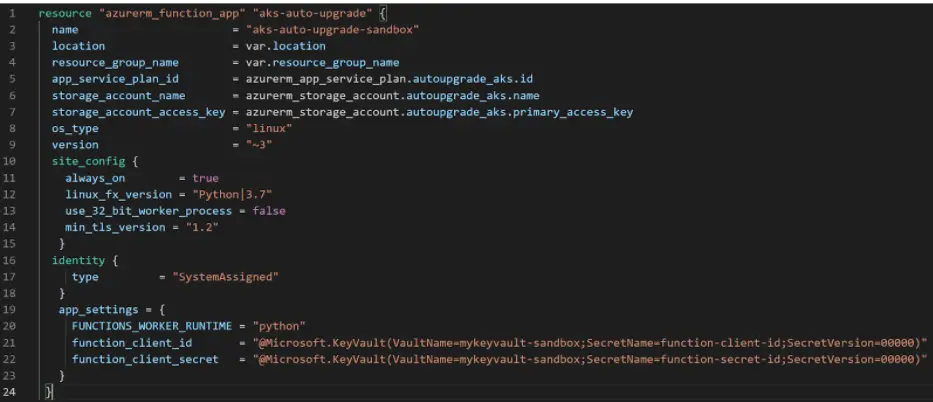 1 resource "azurerm_function_app" "aks-auto-upgrade" {
2 name = "aks-auto-upgrade-sandbox"
3 location = var.location
4 resource_group_name = var.resource_group_name
5 app_service_plan_id = azurerm_app_service_plan.autoupgrade_aks.id
6 storage_account_name = azurerm_storage_account.autoupgrade_aks.name
7 storage_account_access_key = azurerm_storage_account.autoupgrade_aks.primary_access_key
8 os_type = "linux"
9 version = "~3"
10 site_config {
11 always_on = true
12 linux_fx_version = "Python|3.7"
13 use_32_bit_worker_process = false
14 min_tls_version = "1.2"
15 }
16 identity {
17 type = "SystemAssigned"
18 }
19 app_settings = {
20 FUNCTIONS_WORKER_RUNTIME = "python"
21 function_client_id = "@Microsoft.KeyVault(VaultName=mykeyvault-sandbox;SecretName=function-client-id;SecretVersion=00000)"
22 function_client_secret = "@Microsoft.KeyVault(VaultName=mykeyvault-sandbox;SecretName=function-secret-id;SecretVersion=00000)"
23 }
24 }